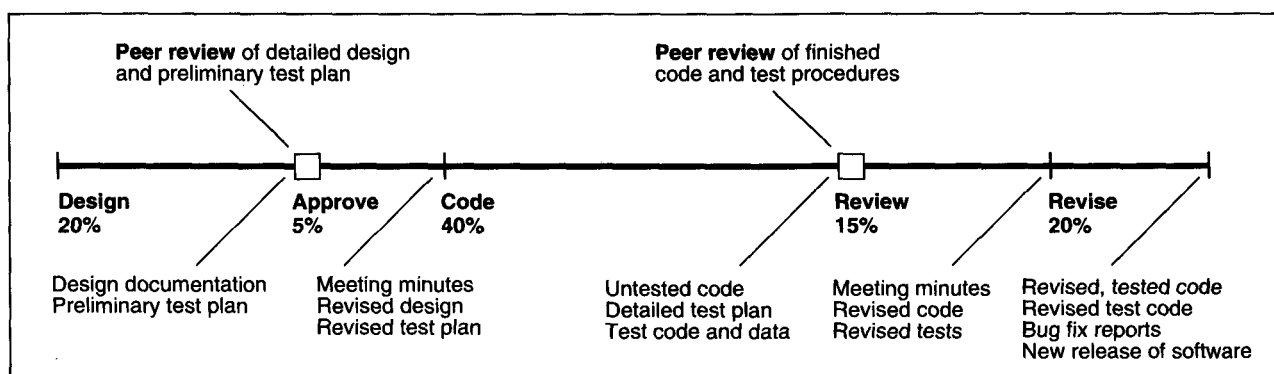 Peer review of detailed design
and preliminary test plan
Peer review of finished
code and test procedures
Design
20%
Approve
5%
Code
40%
Review
15%
Revise
20%
Design documentation
Preliminary test plan
Meeting minutes
Revised design
Revised test plan
Untested code
Detailed test plan
Test code and data
Meeting minutes
Revised code
Revised tests
Revised, tested code
Revised test code
Bug fix reports
New release of software